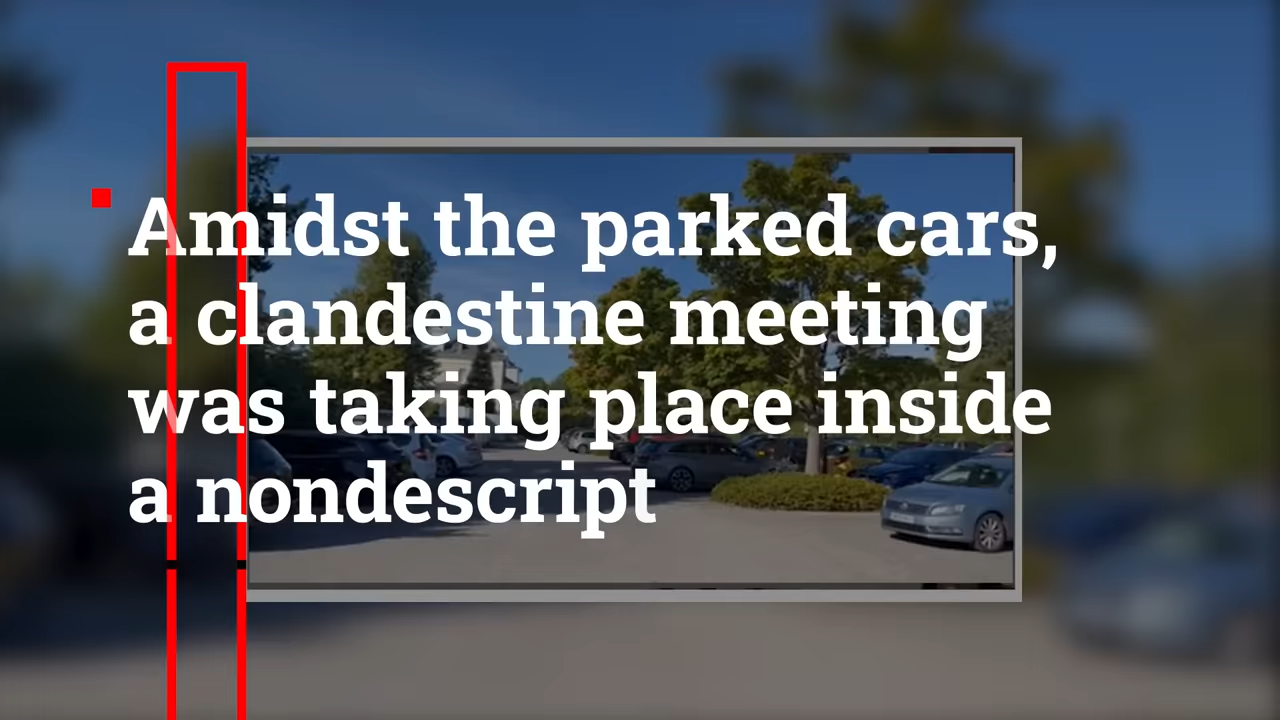 Amidst the parked cars,
a clandestine meeting
was taking place inside
a nondescript